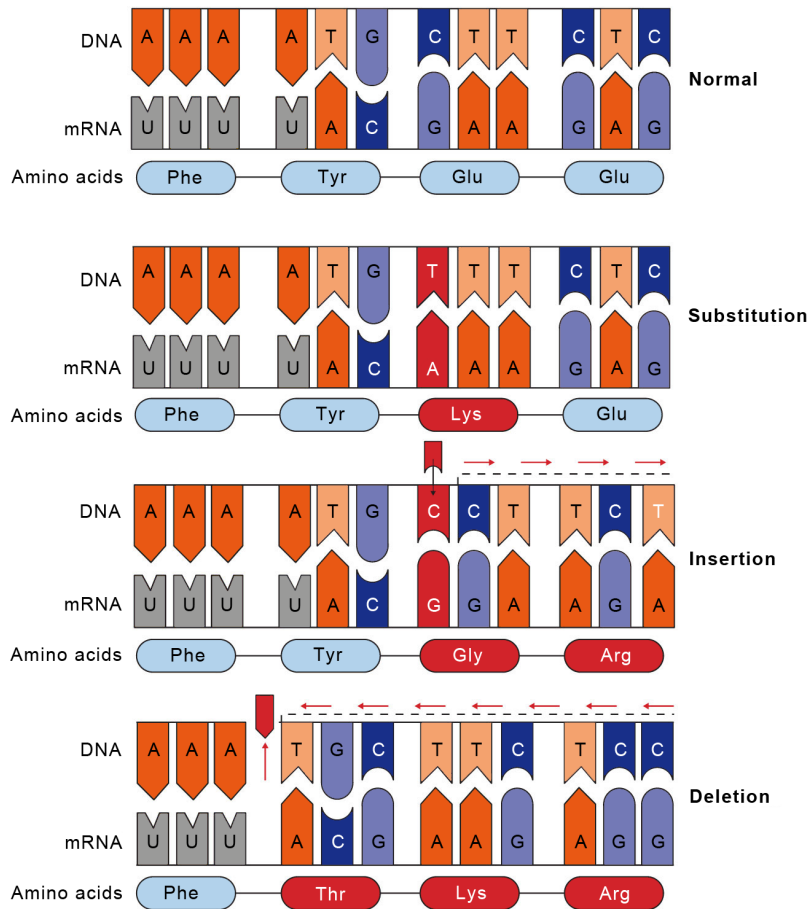 DNA A A A A T G C T T C T C
Normal
mRNA U U U U A C G A A G A G
Amino acids Phe Tyr Glu Glu
DNA A A A A T G T T T C T C
Substitution
mRNA U U U U A C A A A G A G
Amino acids Phe Tyr Lys Glu
DNA A A A A T G C C T T C T
Insertion
mRNA U U U U A C G G A A G A
Amino acids Phe Tyr Gly Arg
DNA A A A T G C T T C T C C
Deletion
mRNA U U U A C G A A G A G G
Amino acids Phe Thr Lys Arg